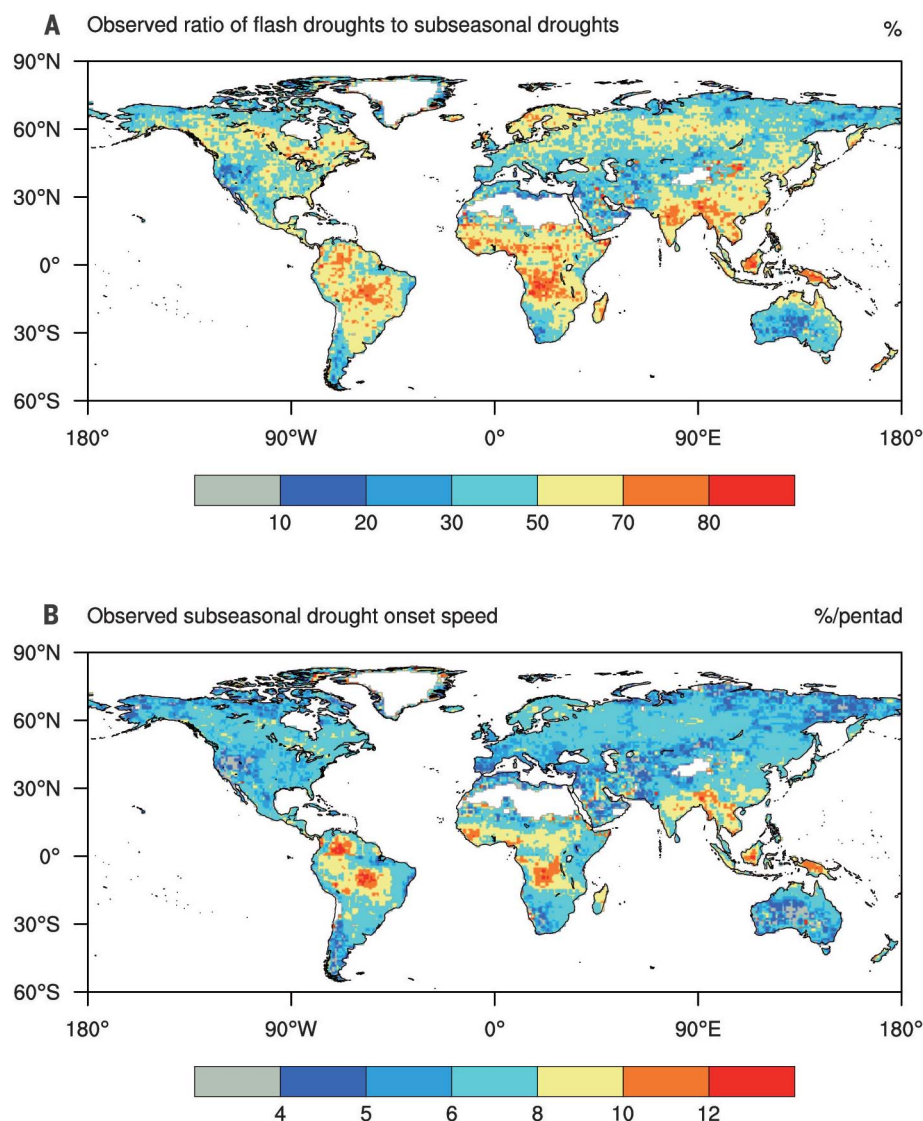 A Observed ratio of flash droughts to subseasonal droughts %
90°N
60°N
30°N
0°
30°S
60°S
180° 90°W 0° 90°E 180°
10 20 30 50 70 80
B Observed subseasonal drought onset speed %/pentad
90°N
60°N
30°N
0°
30°S
60°S
180° 90°W 0° 90°E 180°
4 5 6 8 10 12